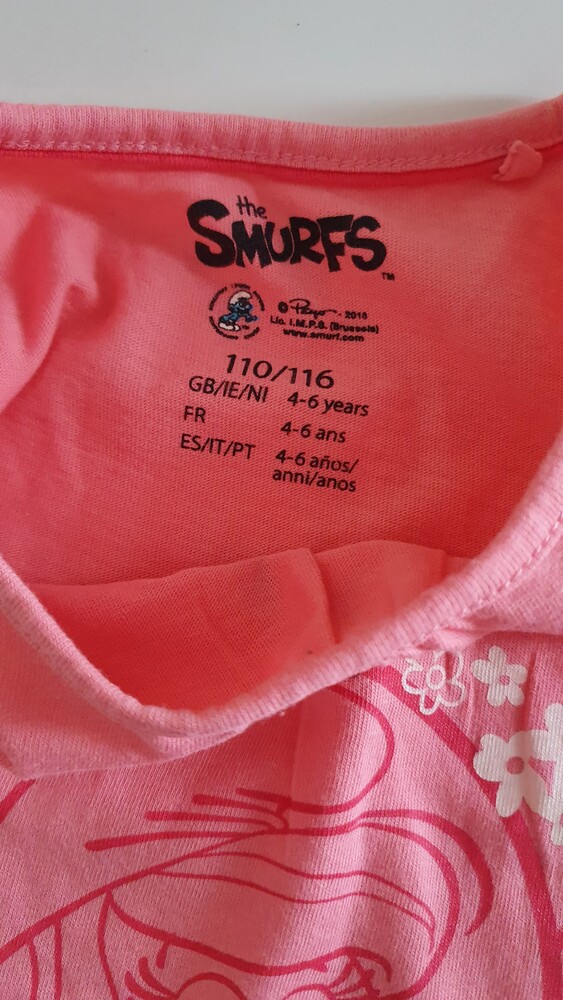 the
SMURFS
TM
© Peyo - 2018
Lic. I.M.P.S. (Brussels)
www.smurf.com
110/116
GB/IE/NI 4-6 years
FR 4-6 ans
ES/IT/PT 4-6 años/
anni/anos